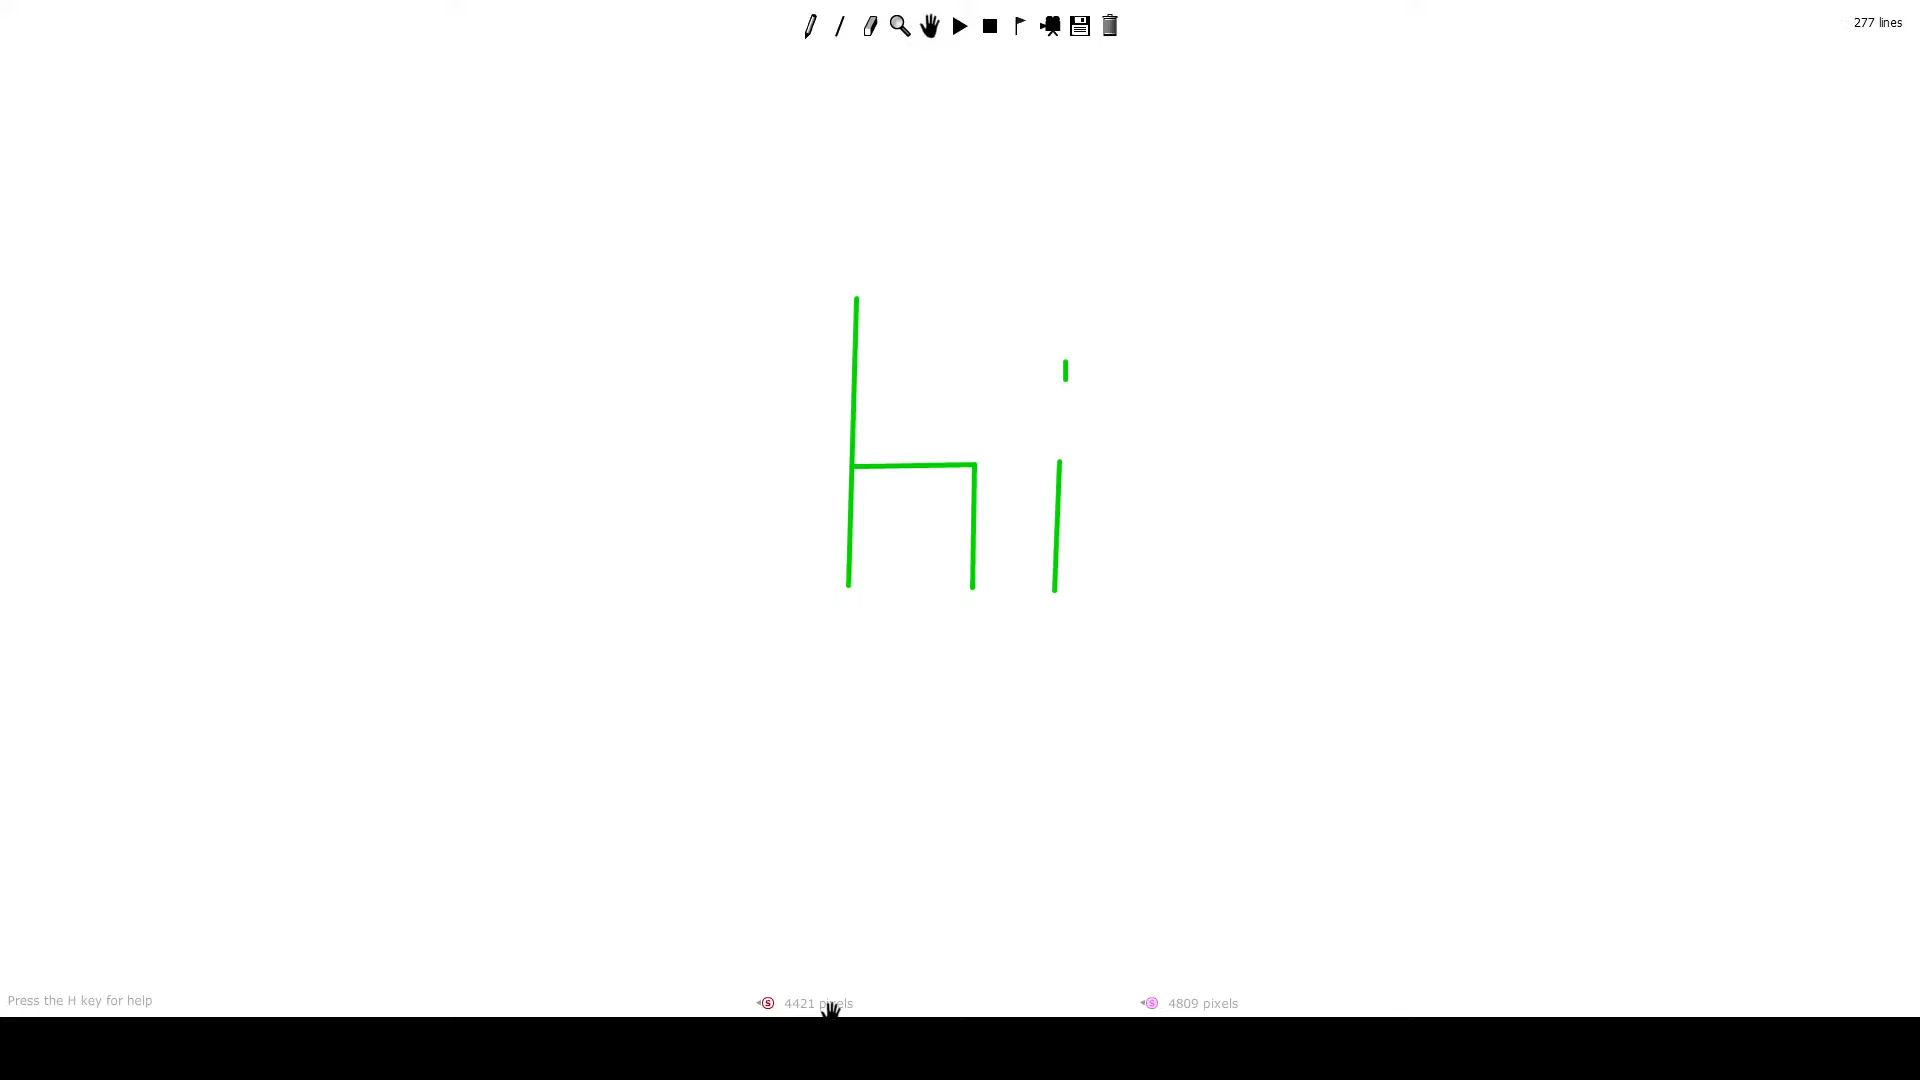 277 lines
hi
Press the H key for help
S 4421 pixels
S 4809 pixels